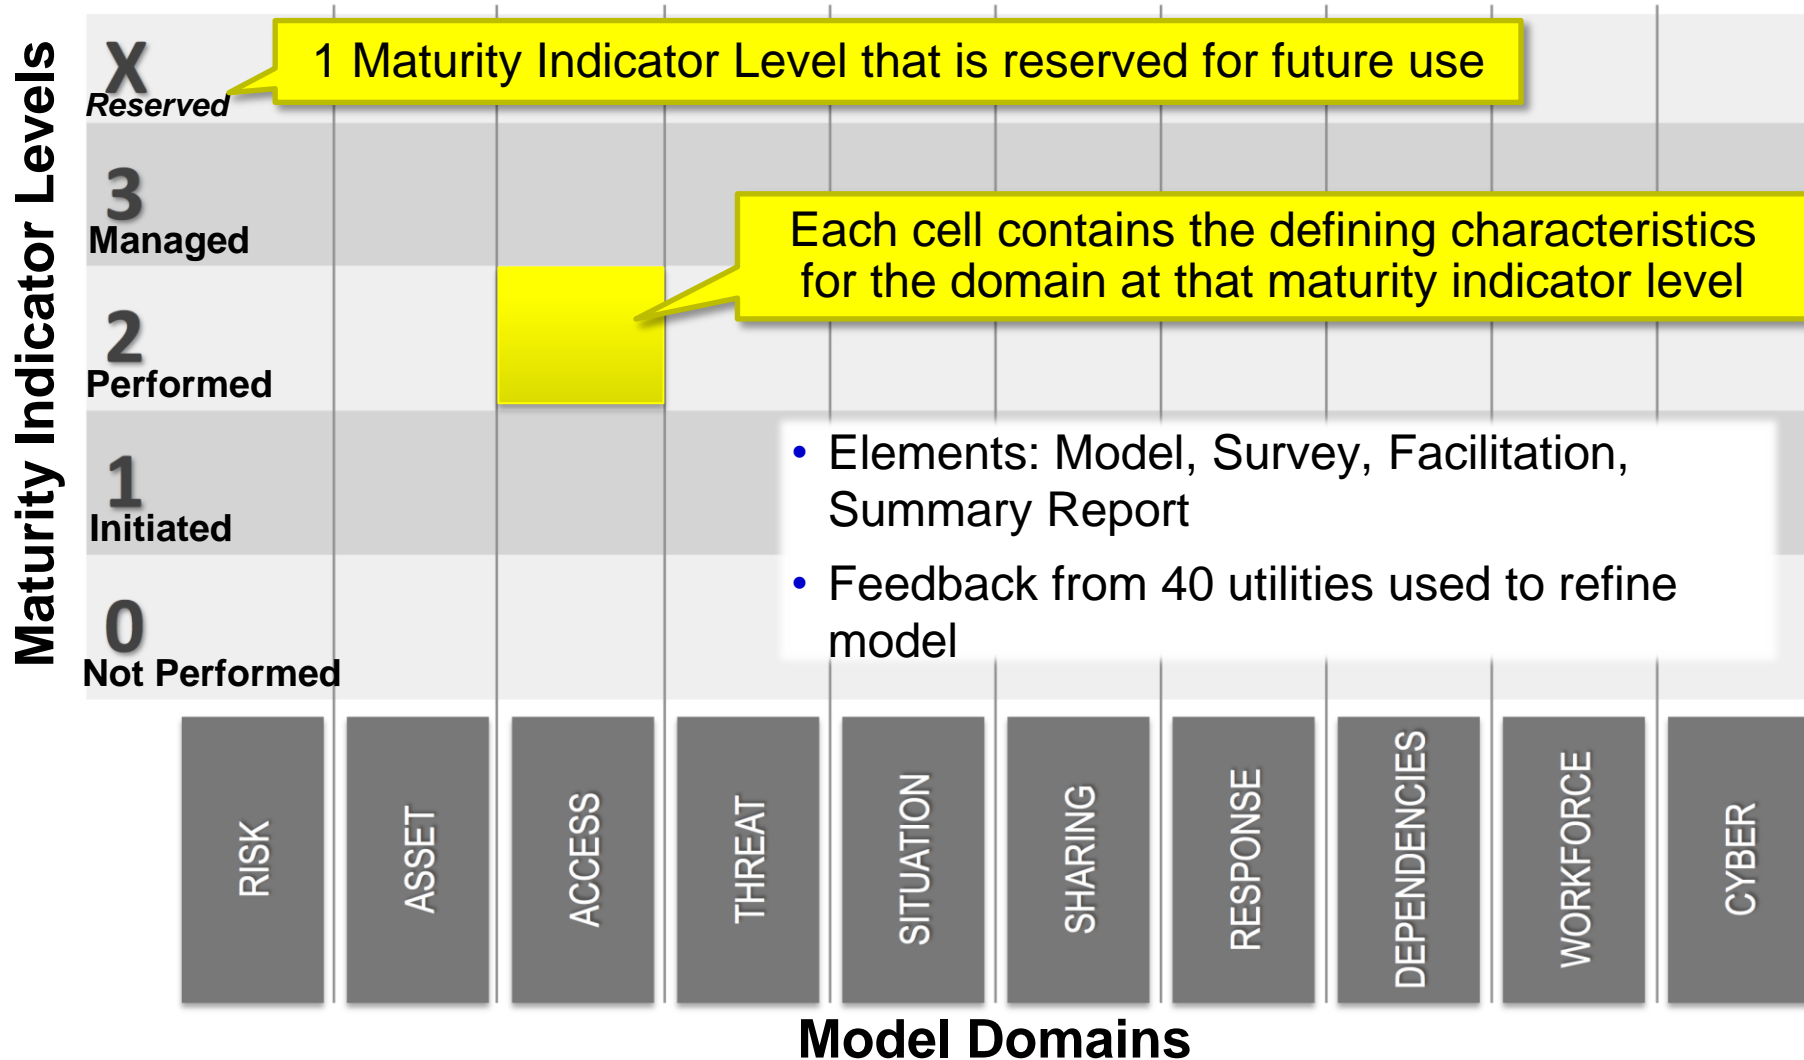 Maturity Indicator Levels
X
Reserved
1 Maturity Indicator Level that is reserved for future use
3
Managed
Each cell contains the defining characteristics
for the domain at that maturity indicator level
2
Performed
1
Initiated
• Elements: Model, Survey, Facilitation,
Summary Report
• Feedback from 40 utilities used to refine
model
0
Not Performed
RISK
ASSET
ACCESS
THREAT
SITUATION
SHARING
RESPONSE
DEPENDENCIES
WORKFORCE
CYBER
Model Domains